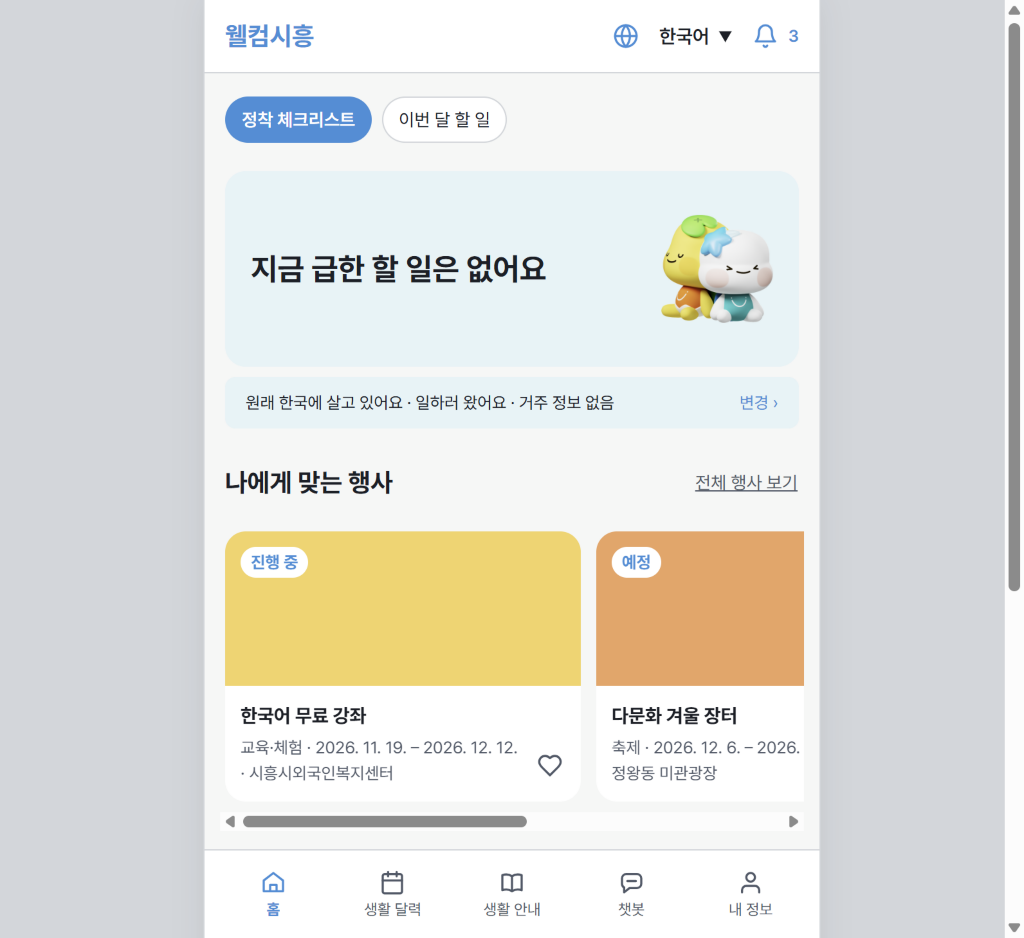 웰컴시흥
한국어 ▼
3
정착 체크리스트
이번 달 할 일
지금 급한 할 일은 없어요
원래 한국에 살고 있어요 · 일하러 왔어요 · 거주 정보 없음
변경 ›
나에게 맞는 행사
전체 행사 보기
진행 중
한국어 무료 강좌
교육·체험 · 2026. 11. 19. – 2026. 12. 12.
· 시흥시외국인복지센터
예정
다문화 겨울 장터
축제 · 2026. 12. 6. – 2026.
정왕동 미관광장
홈
생활 달력
생활 안내
챗봇
내 정보